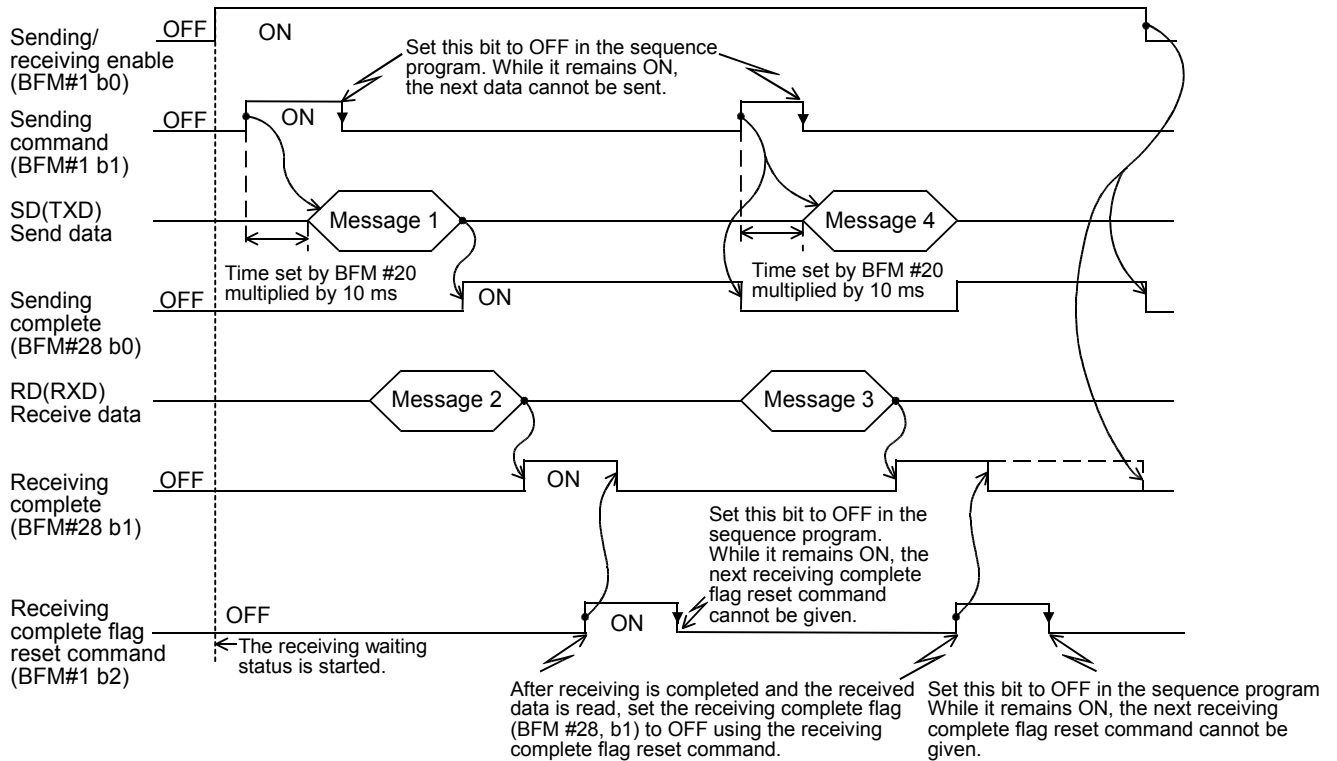 Sending/
receiving enable
(BFM#1 b0)
OFF
ON
Set this bit to OFF in the sequence
program. While it remains ON,
the next data cannot be sent.
Sending
command
(BFM#1 b1)
OFF
ON
SD(TXD)
Send data
Message 1
Message 4
Time set by BFM #20
multiplied by 10 ms
Time set by BFM #20
multiplied by 10 ms
Sending
complete
(BFM#28 b0)
OFF
ON
RD(RXD)
Receive data
Message 2
Message 3
Receiving
complete
(BFM#28 b1)
OFF
ON
Set this bit to OFF in the
sequence program.
While it remains ON, the
next receiving complete
flag reset command
cannot be given.
Receiving
complete flag
reset command
(BFM#1 b2)
OFF
ON
The receiving waiting
status is started.
After receiving is completed and the received
data is read, set the receiving complete flag
(BFM #28, b1) to OFF using the receiving
complete flag reset command.
Set this bit to OFF in the sequence program
While it remains ON, the next receiving
complete flag reset command cannot be
given.